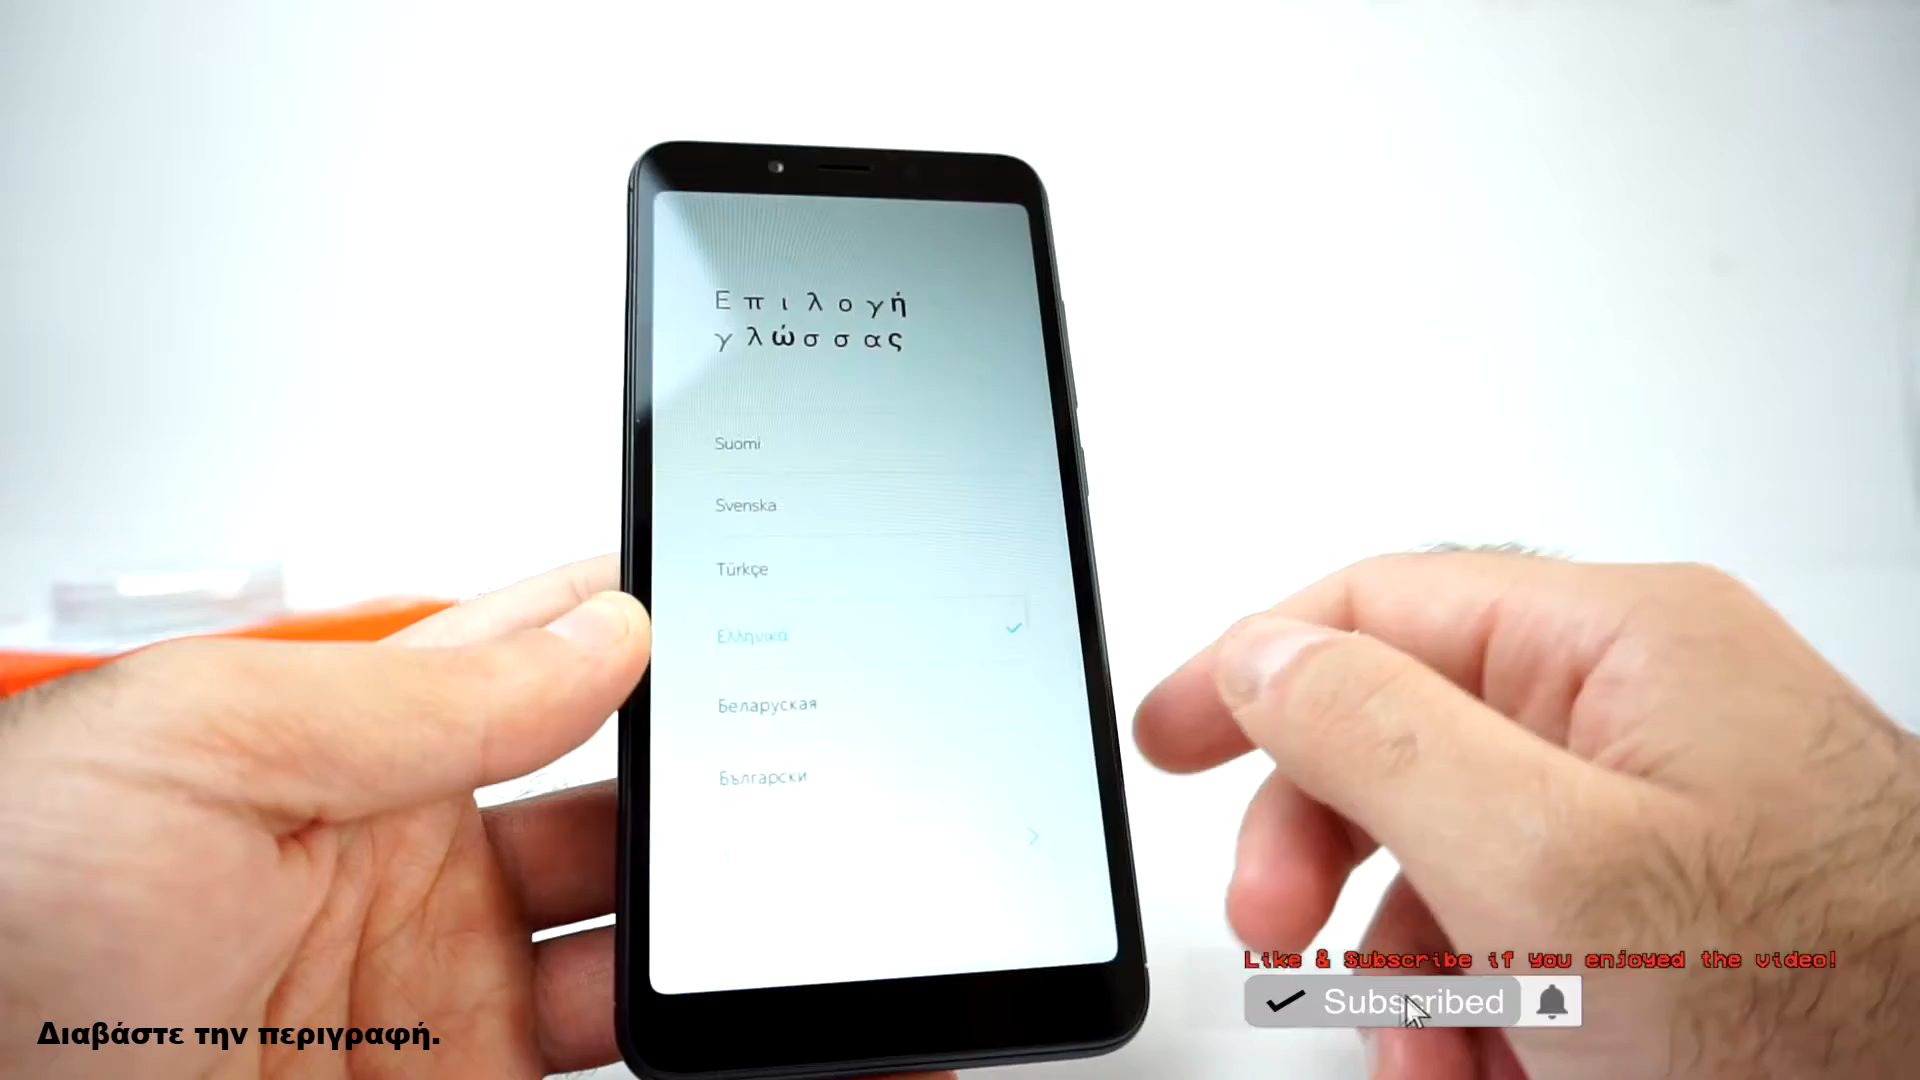 Επιλογή
γλώσσας
Suomi
Svenska
Türkçe
Ελληνικά
Беларуская
Български
Like & Subscribe if you enjoyed the video!
Subscribed
Διαβάστε την περιγραφή.